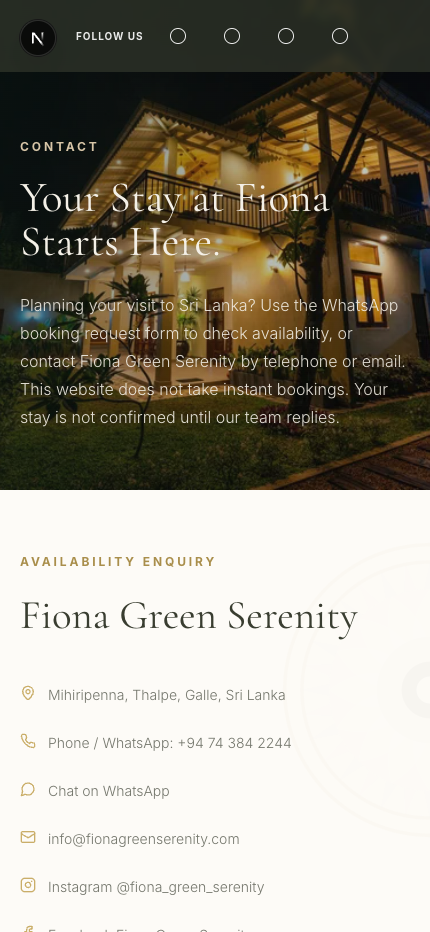 FOLLOW US
CONTACT
Your Stay at Fiona
Starts Here.
Planning your visit to Sri Lanka? Use the WhatsApp
booking request form to check availability, or
contact Fiona Green Serenity by telephone or email.
This website does not take instant bookings. Your
stay is not confirmed until our team replies.
AVAILABILITY ENQUIRY
Fiona Green Serenity
Mihiripenna, Thalpe, Galle, Sri Lanka
Phone / WhatsApp: +94 74 384 2244
Chat on WhatsApp
info@fionagreenserenity.com
Instagram @fiona_green_serenity